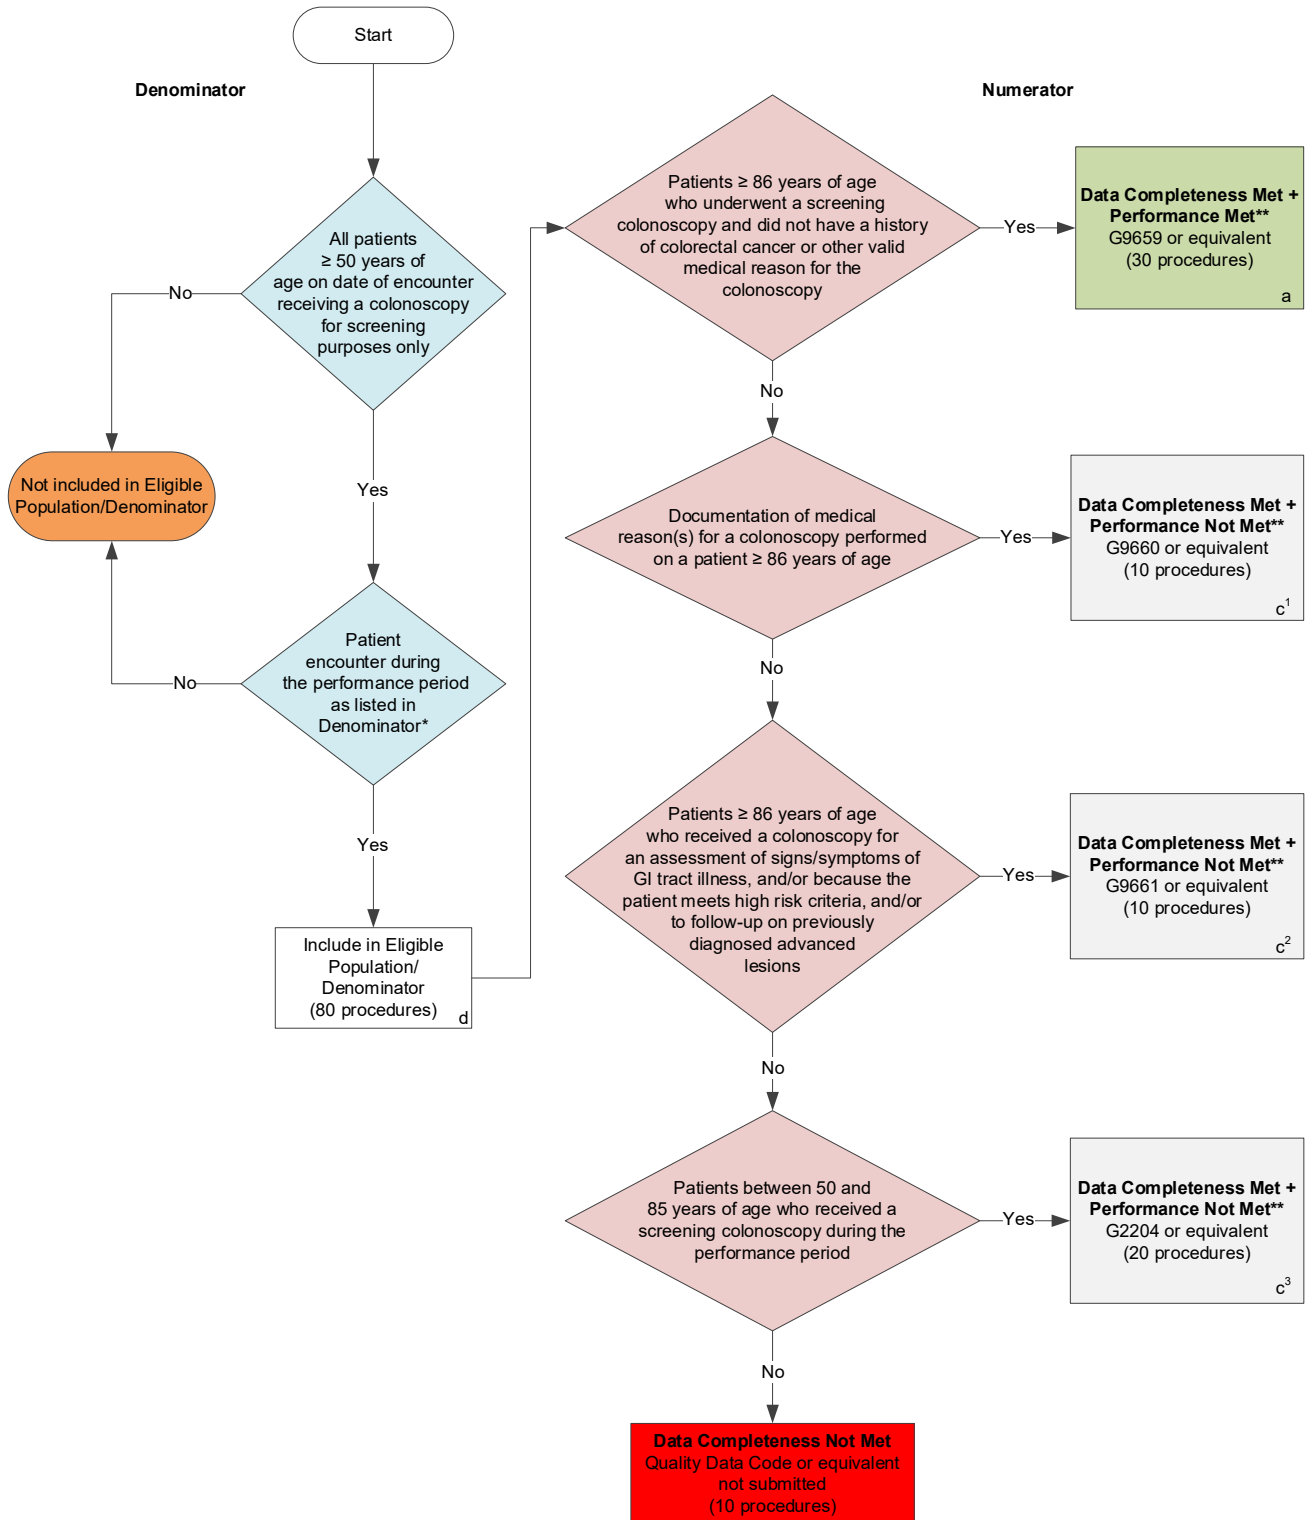 Start
Denominator
All patients
≥ 50 years of
age on date of encounter
receiving a colonoscopy
for screening
purposes only
No
Not included in Eligible
Population/Denominator
Yes
Patient
encounter during
the performance period
as listed in
Denominator*
No
Yes
Include in Eligible
Population/
Denominator
(80 procedures)
d
Numerator
Patients ≥ 86 years of age
who underwent a screening
colonoscopy and did not have a history
of colorectal cancer or other valid
medical reason for the
colonoscopy
Yes
Data Completeness Met +
Performance Met**
G9659 or equivalent
(30 procedures)
a
No
Documentation of medical
reason(s) for a colonoscopy performed
on a patient ≥ 86 years of age
Yes
Data Completeness Met +
Performance Not Met**
G9660 or equivalent
(10 procedures)
c1
No
Patients ≥ 86 years of age
who received a colonoscopy for
an assessment of signs/symptoms of
GI tract illness, and/or because the
patient meets high risk criteria, and/or
to follow-up on previously
diagnosed advanced
lesions
Yes
Data Completeness Met +
Performance Not Met**
G9661 or equivalent
(10 procedures)
c2
No
Patients between 50 and
85 years of age who received a
screening colonoscopy during the
performance period
Yes
Data Completeness Met +
Performance Not Met**
G2204 or equivalent
(20 procedures)
c3
No
Data Completeness Not Met
Quality Data Code or equivalent
not submitted
(10 procedures)